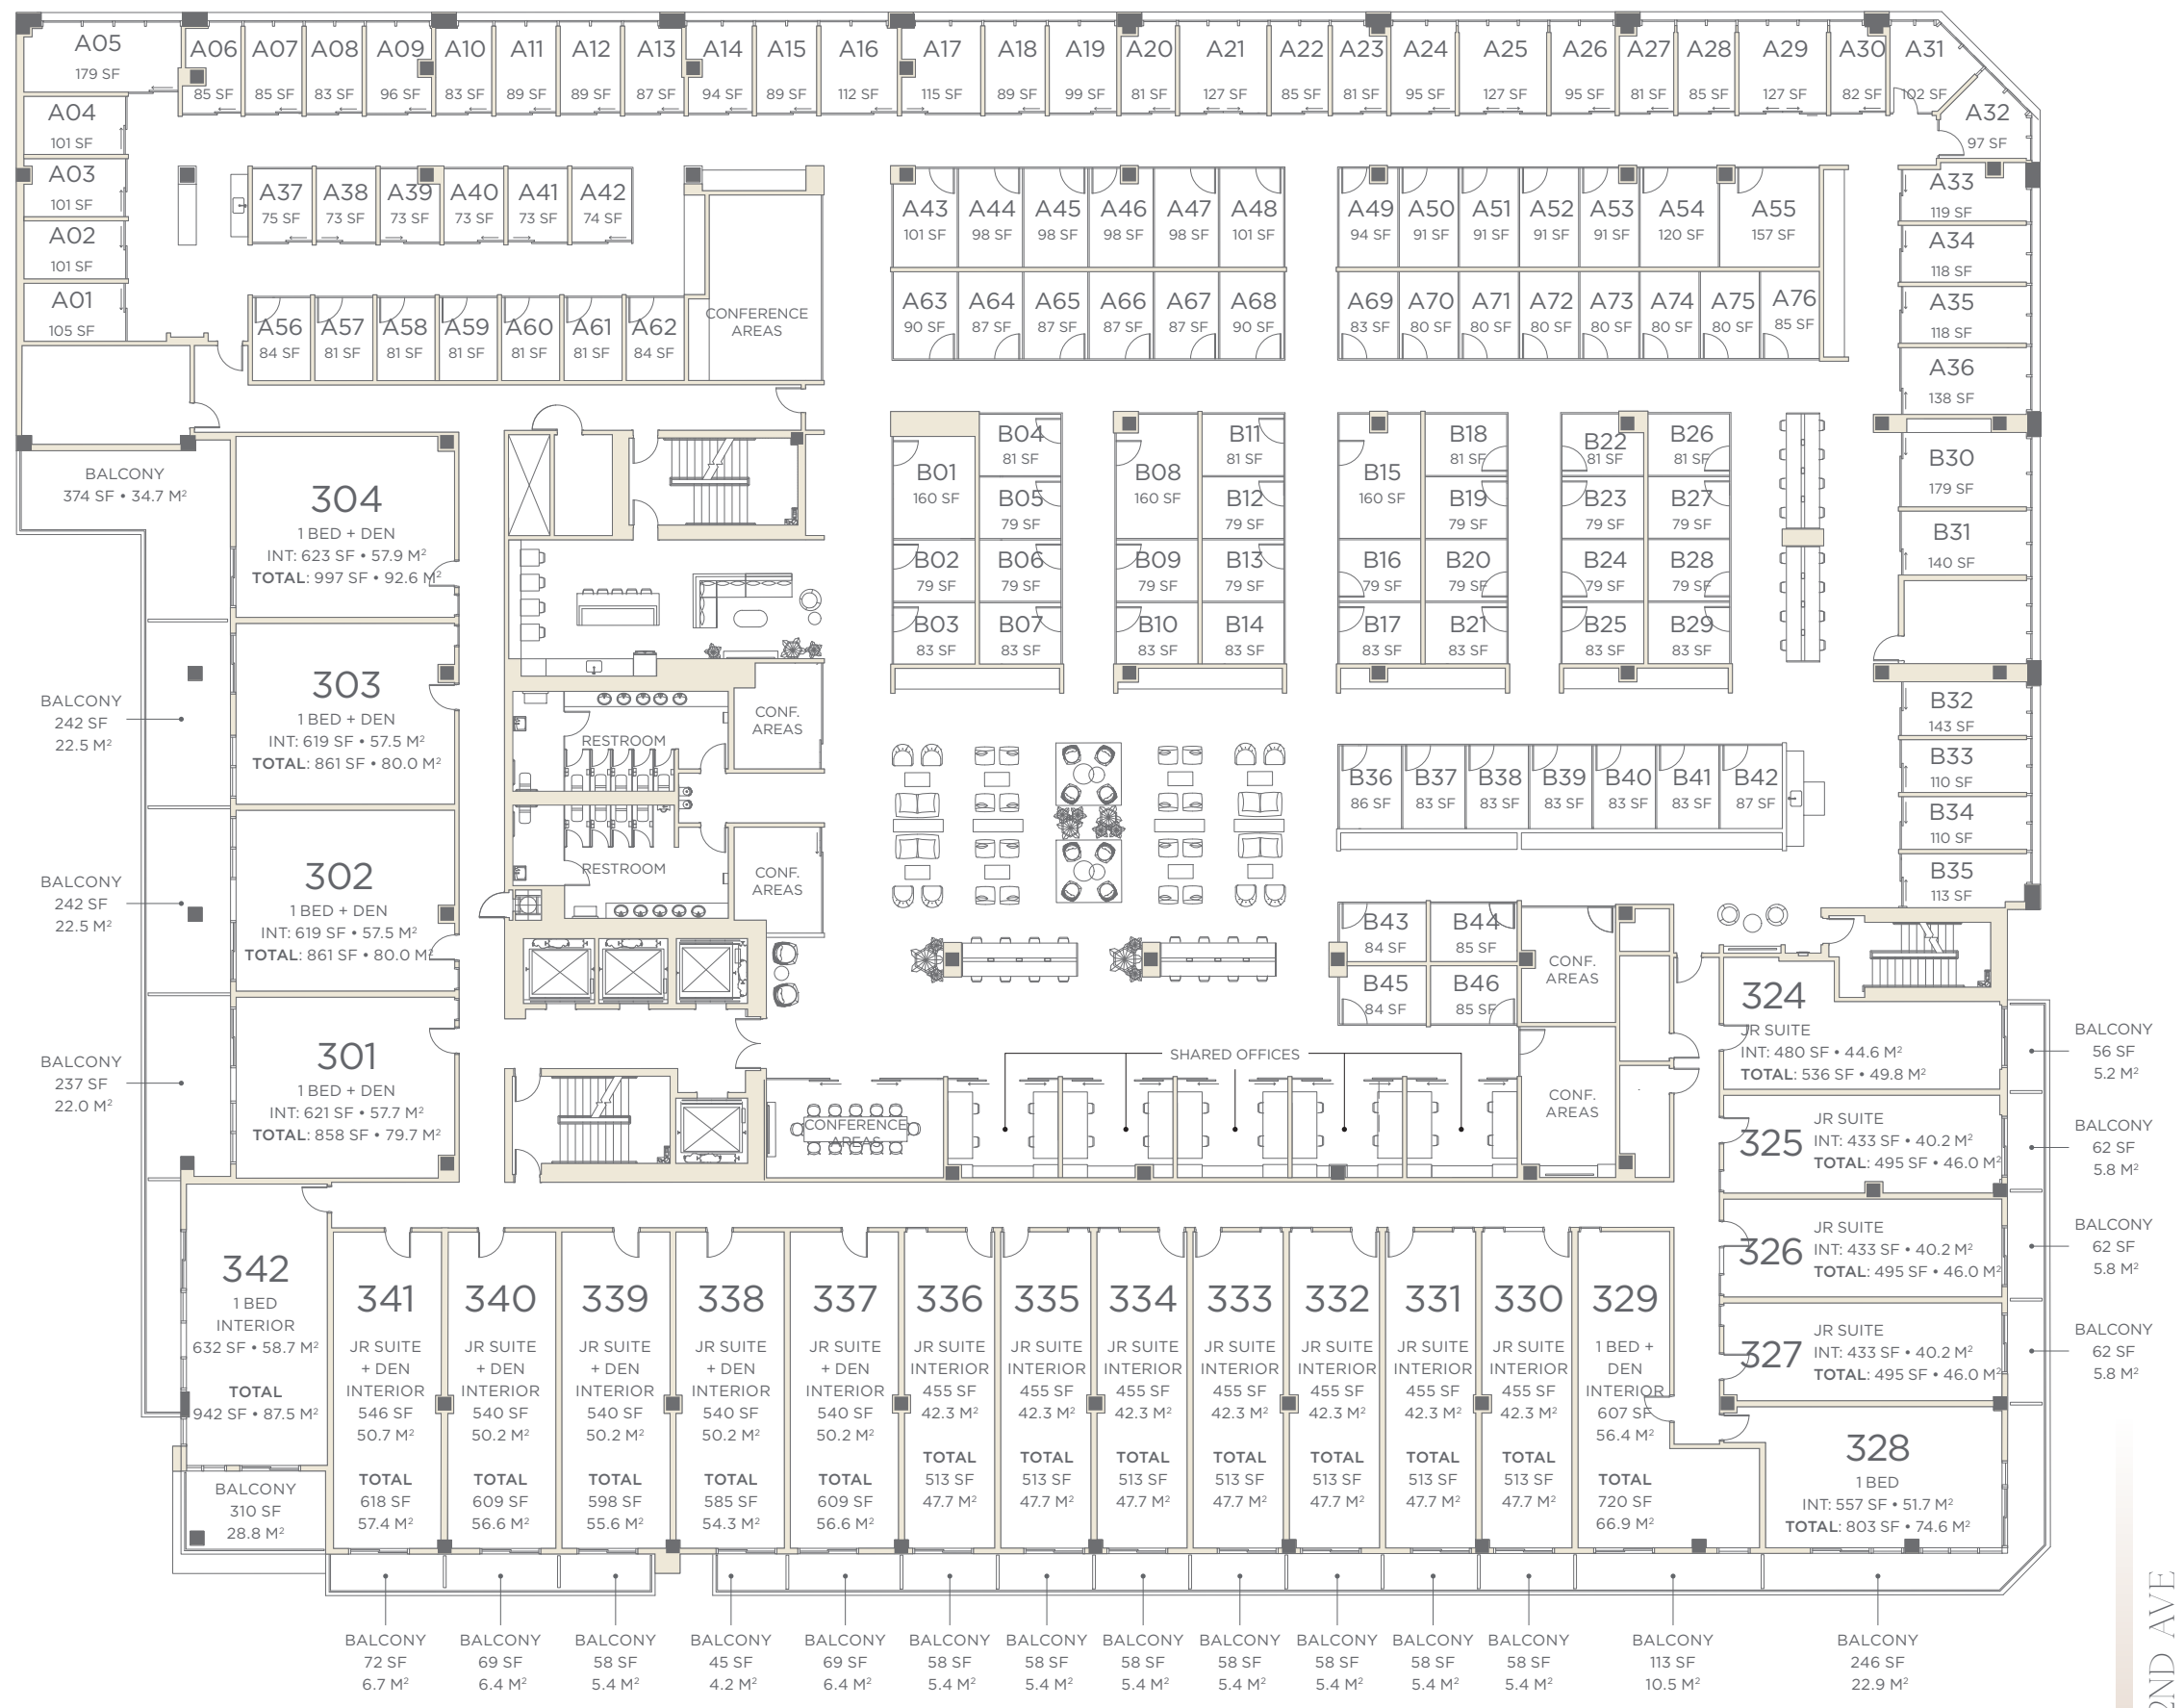 A05
179 SF
A06
85 SF
A07
85 SF
A08
83 SF
A09
96 SF
A10
83 SF
A11
89 SF
A12
89 SF
A13
87 SF
A14
94 SF
A15
89 SF
A16
112 SF
A17
115 SF
A18
89 SF
A19
99 SF
A20
81 SF
A21
127 SF
A22
85 SF
A23
81 SF
A24
95 SF
A25
127 SF
A26
95 SF
A27
81 SF
A28
85 SF
A29
127 SF
A30
82 SF
A31
102 SF
A32
97 SF
A04
101 SF
A03
101 SF
A02
101 SF
A01
105 SF
A37
75 SF
A38
73 SF
A39
73 SF
A40
73 SF
A41
73 SF
A42
74 SF
A43
101 SF
A44
98 SF
A45
98 SF
A46
98 SF
A47
98 SF
A48
101 SF
A49
94 SF
A50
91 SF
A51
91 SF
A52
91 SF
A53
91 SF
A54
120 SF
A55
157 SF
A33
119 SF
A34
118 SF
A35
118 SF
A36
138 SF
A56
84 SF
A57
81 SF
A58
81 SF
A59
81 SF
A60
81 SF
A61
81 SF
A62
84 SF
CONFERENCE
AREAS
A63
90 SF
A64
87 SF
A65
87 SF
A66
87 SF
A67
87 SF
A68
90 SF
A69
83 SF
A70
80 SF
A71
80 SF
A72
80 SF
A73
80 SF
A74
80 SF
A75
80 SF
A76
85 SF
B01
160 SF
B02
79 SF
B03
83 SF
B04
81 SF
B05
79 SF
B06
79 SF
B07
83 SF
B08
160 SF
B09
79 SF
B10
83 SF
B11
81 SF
B12
79 SF
B13
79 SF
B14
83 SF
B15
160 SF
B16
79 SF
B17
83 SF
B18
81 SF
B19
79 SF
B20
79 SF
B21
83 SF
B22
81 SF
B23
79 SF
B24
79 SF
B25
83 SF
B26
81 SF
B27
79 SF
B28
79 SF
B29
83 SF
B30
179 SF
B31
140 SF
B32
143 SF
B33
110 SF
B34
110 SF
B35
113 SF
B36
86 SF
B37
83 SF
B38
83 SF
B39
83 SF
B40
83 SF
B41
83 SF
B42
87 SF
B43
84 SF
B44
85 SF
B45
84 SF
B46
85 SF
CONF.
AREAS
CONF.
AREAS
CONF.
AREAS
CONF.
AREAS
RESTROOM
RESTROOM
SHARED OFFICES
CONFERENCE
AREAS
BALCONY
374 SF • 34.7 M²
304
1 BED + DEN
INT: 623 SF • 57.9 M²
TOTAL: 997 SF • 92.6 M²
BALCONY
242 SF
22.5 M²
303
1 BED + DEN
INT: 619 SF • 57.5 M²
TOTAL: 861 SF • 80.0 M²
BALCONY
242 SF
22.5 M²
302
1 BED + DEN
INT: 619 SF • 57.5 M²
TOTAL: 861 SF • 80.0 M²
BALCONY
237 SF
22.0 M²
301
1 BED + DEN
INT: 621 SF • 57.7 M²
TOTAL: 858 SF • 79.7 M²
324
JR SUITE
INT: 480 SF • 44.6 M²
TOTAL: 536 SF • 49.8 M²
BALCONY
56 SF
5.2 M²
325
JR SUITE
INT: 433 SF • 40.2 M²
TOTAL: 495 SF • 46.0 M²
BALCONY
62 SF
5.8 M²
326
JR SUITE
INT: 433 SF • 40.2 M²
TOTAL: 495 SF • 46.0 M²
BALCONY
62 SF
5.8 M²
327
JR SUITE
INT: 433 SF • 40.2 M²
TOTAL: 495 SF • 46.0 M²
BALCONY
62 SF
5.8 M²
328
1 BED
INT: 557 SF • 51.7 M²
TOTAL: 803 SF • 74.6 M²
342
1 BED
INTERIOR
632 SF • 58.7 M²
TOTAL
942 SF • 87.5 M²
BALCONY
310 SF
28.8 M²
341
JR SUITE
+ DEN
INTERIOR
546 SF
50.7 M²
TOTAL
618 SF
57.4 M²
340
JR SUITE
+ DEN
INTERIOR
540 SF
50.2 M²
TOTAL
609 SF
56.6 M²
339
JR SUITE
+ DEN
INTERIOR
540 SF
50.2 M²
TOTAL
598 SF
55.6 M²
338
JR SUITE
+ DEN
INTERIOR
540 SF
50.2 M²
TOTAL
585 SF
54.3 M²
337
JR SUITE
+ DEN
INTERIOR
540 SF
50.2 M²
TOTAL
609 SF
56.6 M²
336
JR SUITE
INTERIOR
455 SF
42.3 M²
TOTAL
513 SF
47.7 M²
335
JR SUITE
INTERIOR
455 SF
42.3 M²
TOTAL
513 SF
47.7 M²
334
JR SUITE
INTERIOR
455 SF
42.3 M²
TOTAL
513 SF
47.7 M²
333
JR SUITE
INTERIOR
455 SF
42.3 M²
TOTAL
513 SF
47.7 M²
332
JR SUITE
INTERIOR
455 SF
42.3 M²
TOTAL
513 SF
47.7 M²
331
JR SUITE
INTERIOR
455 SF
42.3 M²
TOTAL
513 SF
47.7 M²
330
JR SUITE
INTERIOR
455 SF
42.3 M²
TOTAL
513 SF
47.7 M²
329
1 BED +
DEN
INTERIOR
607 SF
56.4 M²
TOTAL
720 SF
66.9 M²
BALCONY
72 SF
6.7 M²
BALCONY
69 SF
6.4 M²
BALCONY
58 SF
5.4 M²
BALCONY
45 SF
4.2 M²
BALCONY
69 SF
6.4 M²
BALCONY
58 SF
5.4 M²
BALCONY
58 SF
5.4 M²
BALCONY
58 SF
5.4 M²
BALCONY
58 SF
5.4 M²
BALCONY
58 SF
5.4 M²
BALCONY
58 SF
5.4 M²
BALCONY
58 SF
5.4 M²
BALCONY
113 SF
10.5 M²
BALCONY
246 SF
22.9 M²
2ND AVE